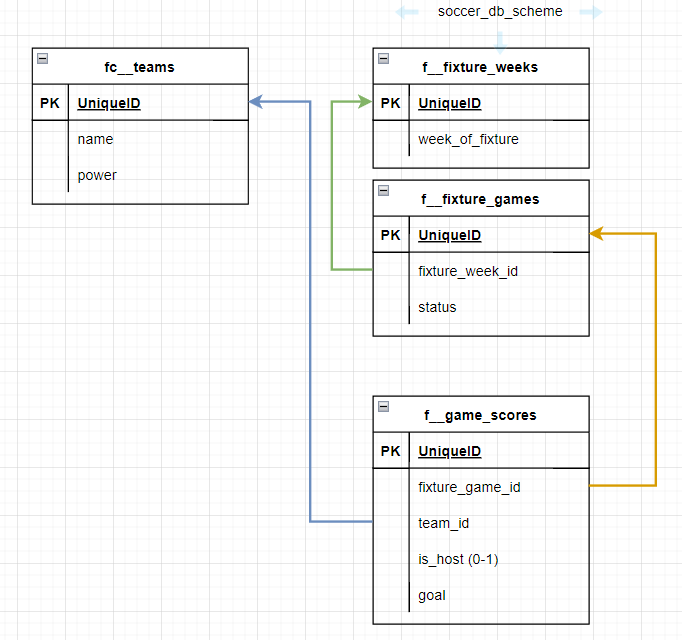 soccer_db_scheme
fc__teams
PK UniqueID
name
power
f__fixture_weeks
PK UniqueID
week_of_fixture
f__fixture_games
PK UniqueID
fixture_week_id
status
f__game_scores
PK UniqueID
fixture_game_id
team_id
is_host (0-1)
goal